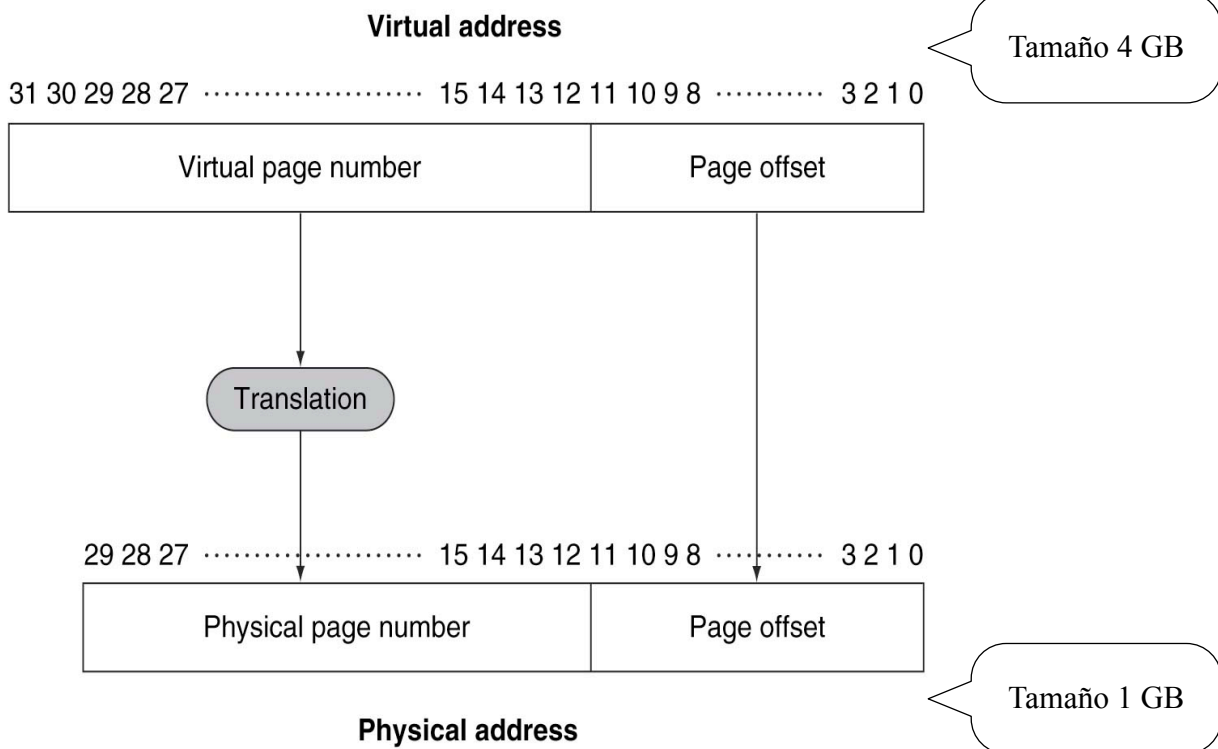 Virtual address
Tamaño 4 GB
31 30 29 28 27 ...................... 15 14 13 12 11 10 9 8 ........... 3 2 1 0
Virtual page number Page offset
Translation
29 28 27 ...................... 15 14 13 12 11 10 9 8 ........... 3 2 1 0
Physical page number Page offset
Tamaño 1 GB
Physical address